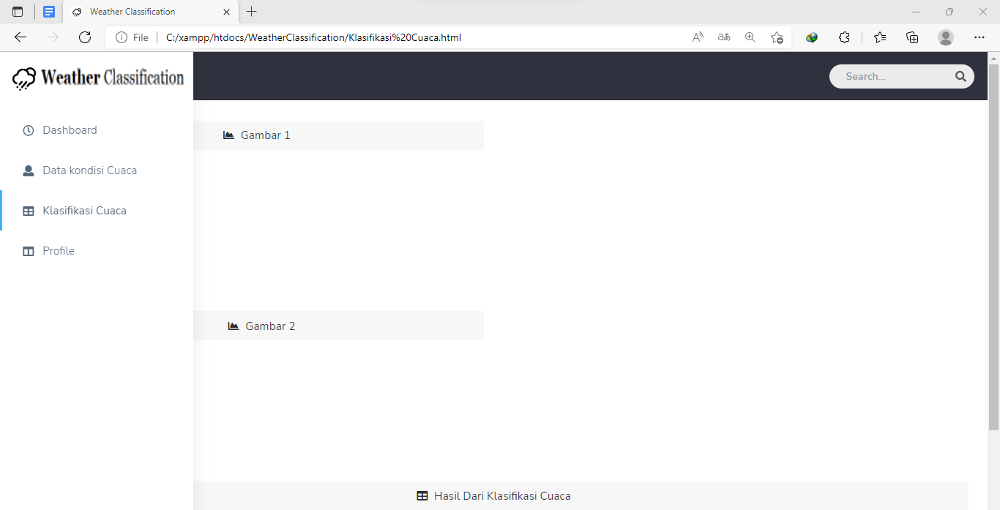 Weather Classification
File
C:/xampp/htdocs/WeatherClassification/Klasifikasi%20Cuaca.html
Weather Classification
Search...
Dashboard
Data kondisi Cuaca
Klasifikasi Cuaca
Profile
Gambar 1
Gambar 2
Hasil Dari Klasifikasi Cuaca